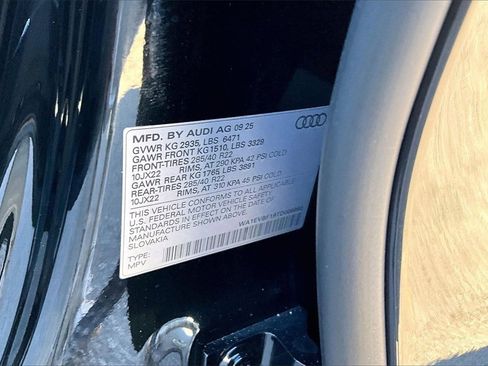 MFD. BY AUDI AG 09.25
GVWR KG 2935, LBS 6471
GAWR FRONT KG1510, LBS 3329
FRONT-TIRES 285/40 R22
10JX22 RIMS, AT 290 KPA 42 PSI COLD
GAWR REAR KG1765 LBS 3891
REAR-TIRES 285/40 R22
10JX22 RIMS, AT 310 KPA 45 PSI COLD
THIS VEHICLE CONFORMS TO ALL APPLICABLE
U.S. FEDERAL MOTOR VEHICLE SAFETY
STANDARDS IN EFFECT ON THE DATE OF
MANUFACTURE SHOWN ABOVE.
SLOVAKIA
TYPE:
MPV